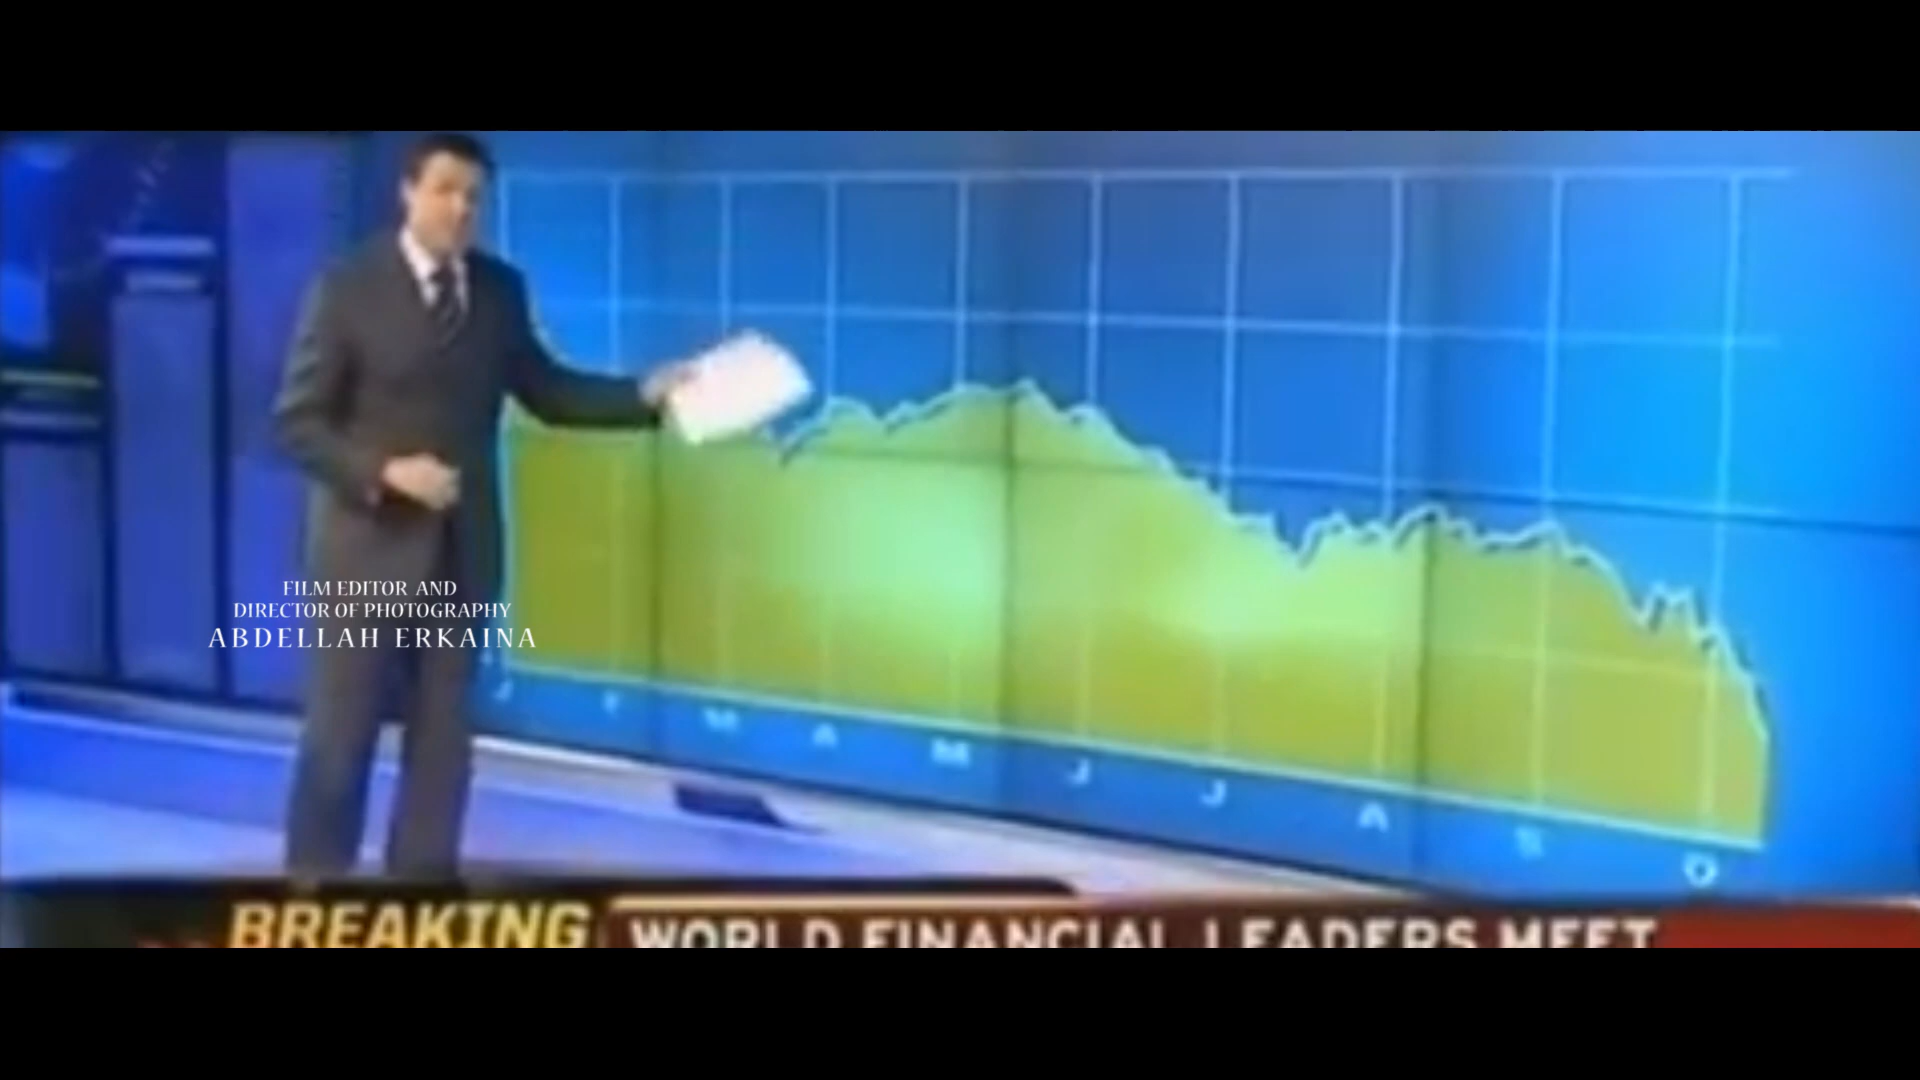 FILM EDITOR AND
DIRECTOR OF PHOTOGRAPHY
ABDELLAH ERKAINA
J F M A M J J A S O
BREAKING
WORLD FINANCIAL LEADERS MEET